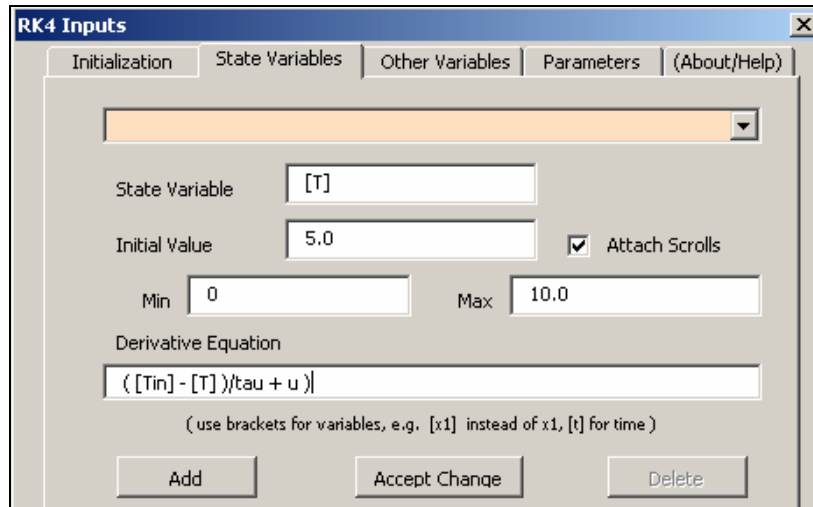 RK4 Inputs
Initialization State Variables Other Variables Parameters (About/Help)
State Variable [T]
Initial Value 5.0 Attach Scrolls
Min 0 Max 10.0
Derivative Equation
( [Tin] - [T] )/tau + u )
( use brackets for variables, e.g. [x1] instead of x1, [t] for time )
Add Accept Change Delete